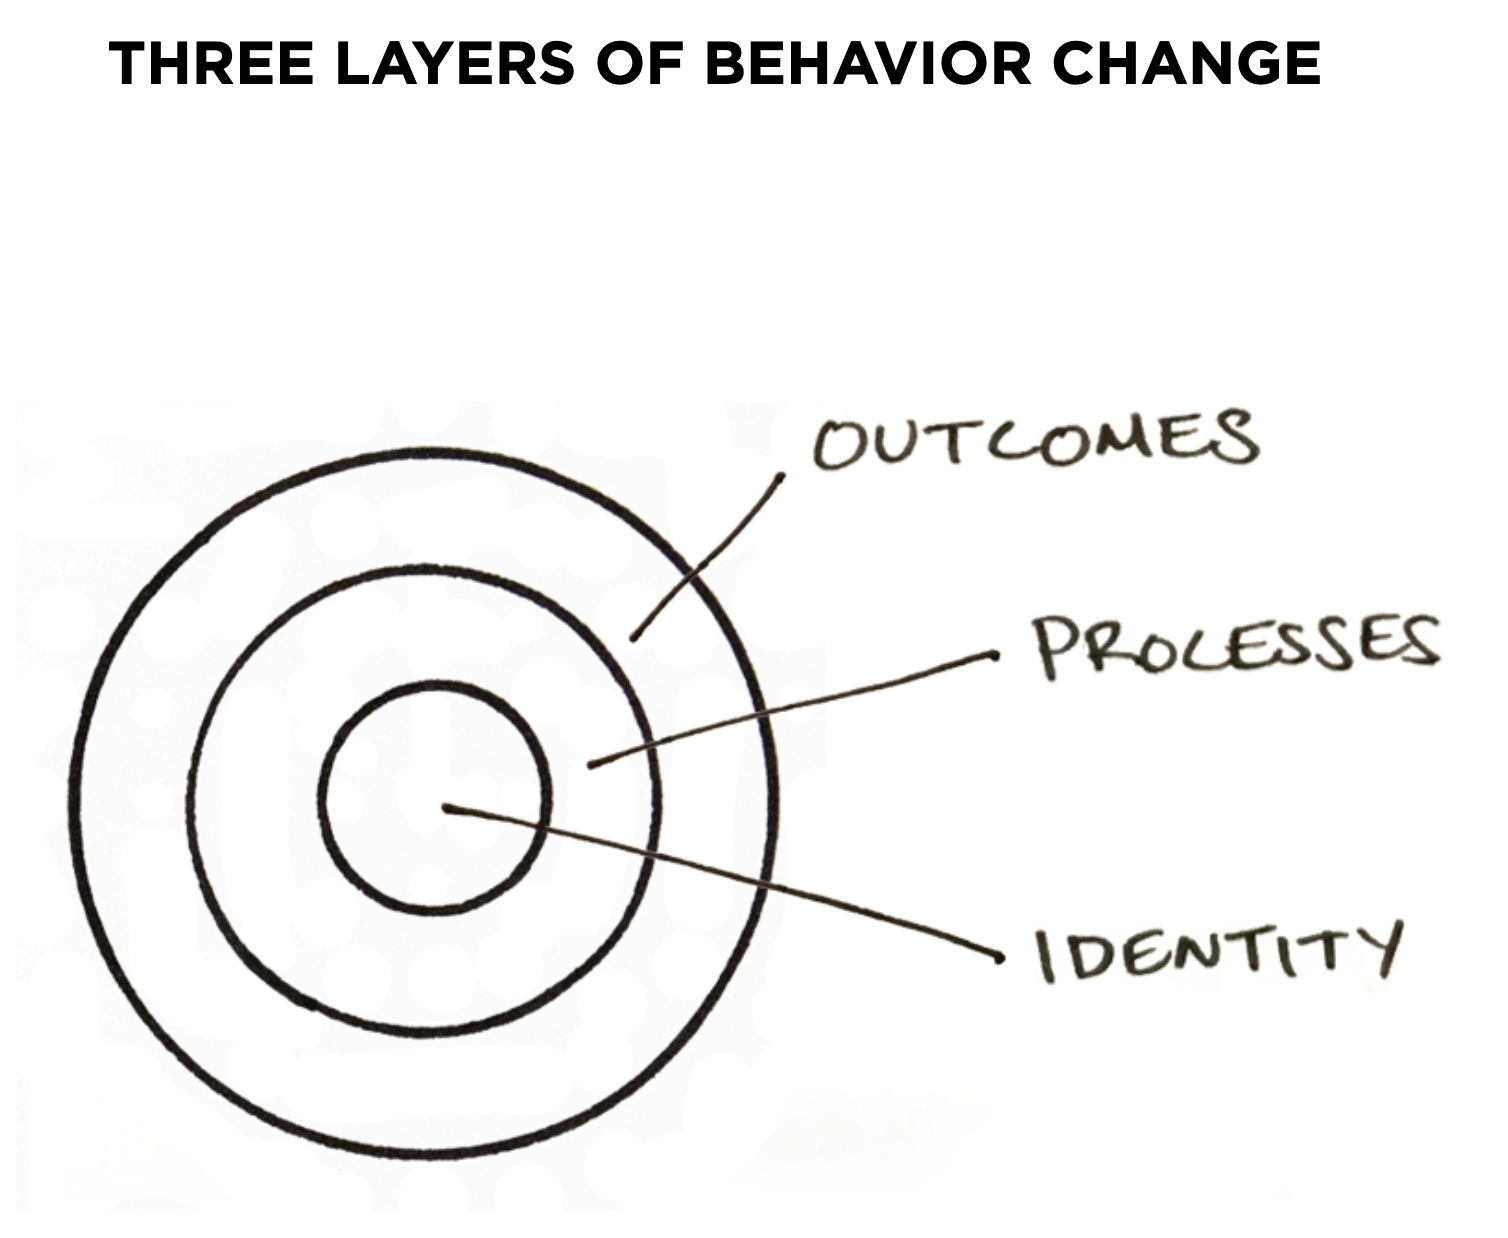 THREE LAYERS OF BEHAVIOR CHANGE
OUTCOMES
PROCESSES
IDENTITY